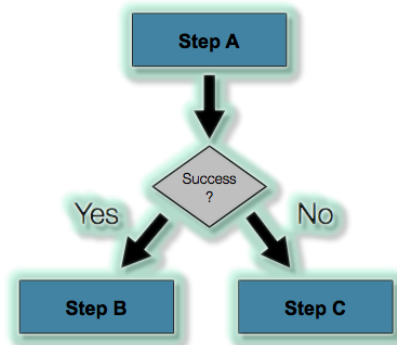 Step A
Success
?
Yes
No
Step B
Step C